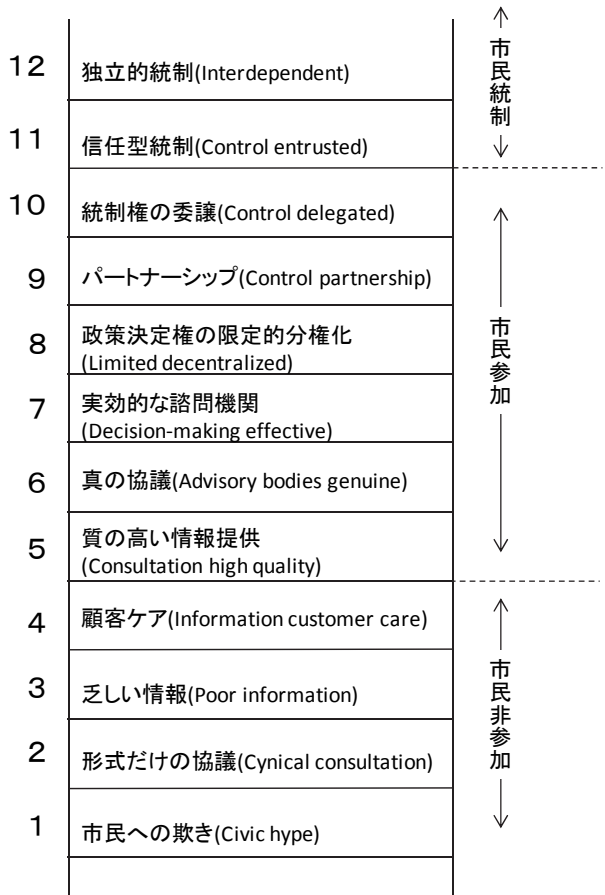 12 独立的統制(Interdependent)
11 信任型統制(Control entrusted)
10 統制権の委譲(Control delegated)
9 パートナーシップ(Control partnership)
8 政策決定権の限定的分権化
(Limited decentralized)
7 実効的な諮問機関
(Decision-making effective)
6 真の協議(Advisory bodies genuine)
5 質の高い情報提供
(Consultation high quality)
4 顧客ケア(Information customer care)
3 乏しい情報(Poor information)
2 形式だけの協議(Cynical consultation)
1 市民への欺き(Civic hype)
市民統制
市民参加
市民非参加